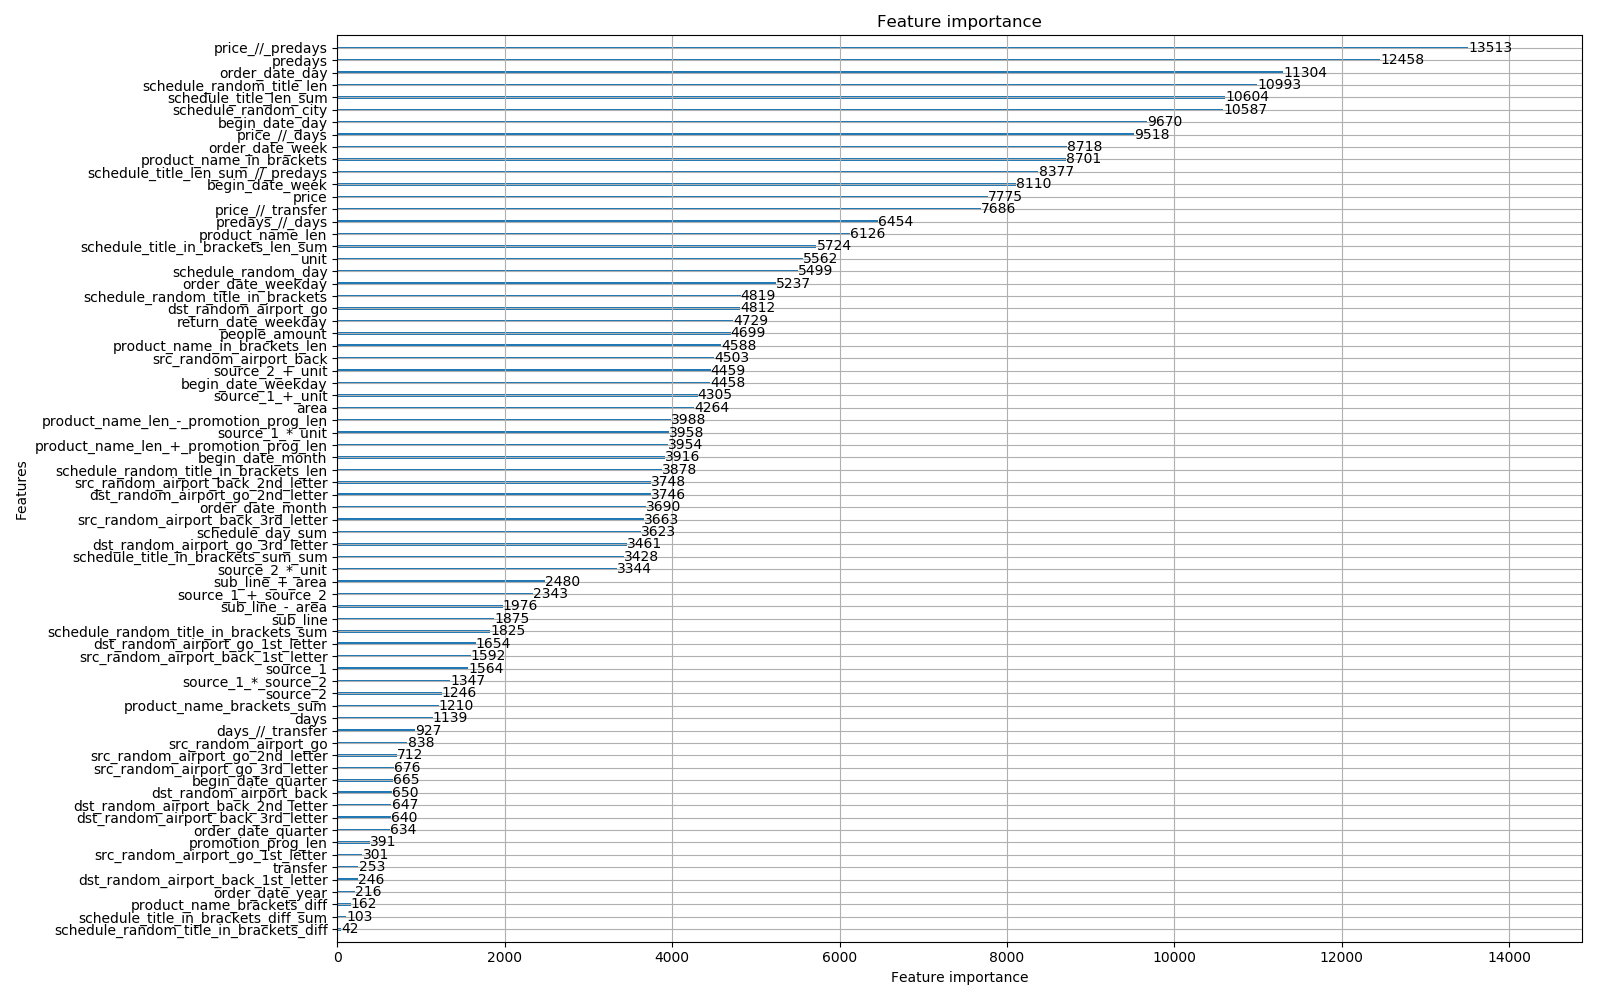 Feature importance
price_//_predays 13513
predays 12458
order_date_day 11304
schedule_random_title_len 10993
schedule_title_len_sum 10604
schedule_random_city 10587
begin_date_day 9670
price_//_days 9518
order_date_week 8718
product_name_in_brackets 8701
schedule_title_len_sum_//_predays 8377
begin_date_week 8110
price 7775
price_//_transfer 7686
predays_//_days 6454
product_name_len 6126
schedule_title_in_brackets_len_sum 5724
unit 5562
schedule_random_day 5499
order_date_weekday 5237
schedule_random_title_in_brackets 4819
dst_random_airport_go 4812
return_date_weekday 4729
people_amount 4699
product_name_in_brackets_len 4588
src_random_airport_back 4503
source_2_+_unit 4459
begin_date_weekday 4458
source_1_+_unit 4305
area 4264
product_name_len_-_promotion_prog_len 3988
source_1_*_unit 3958
product_name_len_+_promotion_prog_len 3954
begin_date_month 3916
schedule_random_title_in_brackets_len 3878
src_random_airport_back_2nd_letter 3748
dst_random_airport_go_2nd_letter 3746
order_date_month 3690
src_random_airport_back_3rd_letter 3663
schedule_day_sum 3623
dst_random_airport_go_3rd_letter 3461
schedule_title_in_brackets_sum_sum 3428
source_2_*_unit 3344
sub_line_+_area 2480
source_1_+_source_2 2343
sub_line_-_area 1976
sub_line 1875
schedule_random_title_in_brackets_sum 1825
dst_random_airport_go_1st_letter 1654
src_random_airport_back_1st_letter 1592
source_1 1564
source_1_*_source_2 1347
source_2 1246
product_name_brackets_sum 1210
days 1139
days_//_transfer 927
src_random_airport_go 838
src_random_airport_go_2nd_letter 712
src_random_airport_go_3rd_letter 676
begin_date_quarter 665
dst_random_airport_back 650
dst_random_airport_back_2nd_letter 647
dst_random_airport_back_3rd_letter 640
order_date_quarter 634
promotion_prog_len 391
src_random_airport_go_1st_letter 301
transfer 253
dst_random_airport_back_1st_letter 246
order_date_year 216
product_name_brackets_diff 162
schedule_title_in_brackets_diff_sum 103
schedule_random_title_in_brackets_diff 42
Features
0 2000 4000 6000 8000 10000 12000 14000
Feature importance